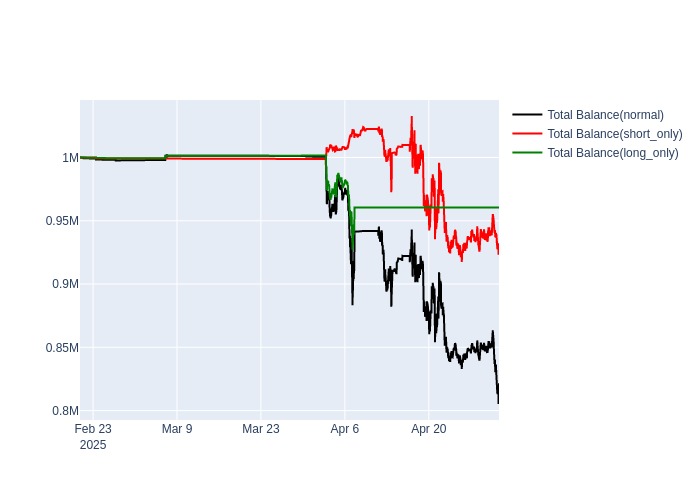 Total Balance(normal)
Total Balance(short_only)
Total Balance(long_only)
1M
0.95M
0.9M
0.85M
0.8M
Feb 23 Mar 9 Mar 23 Apr 6 Apr 20
2025